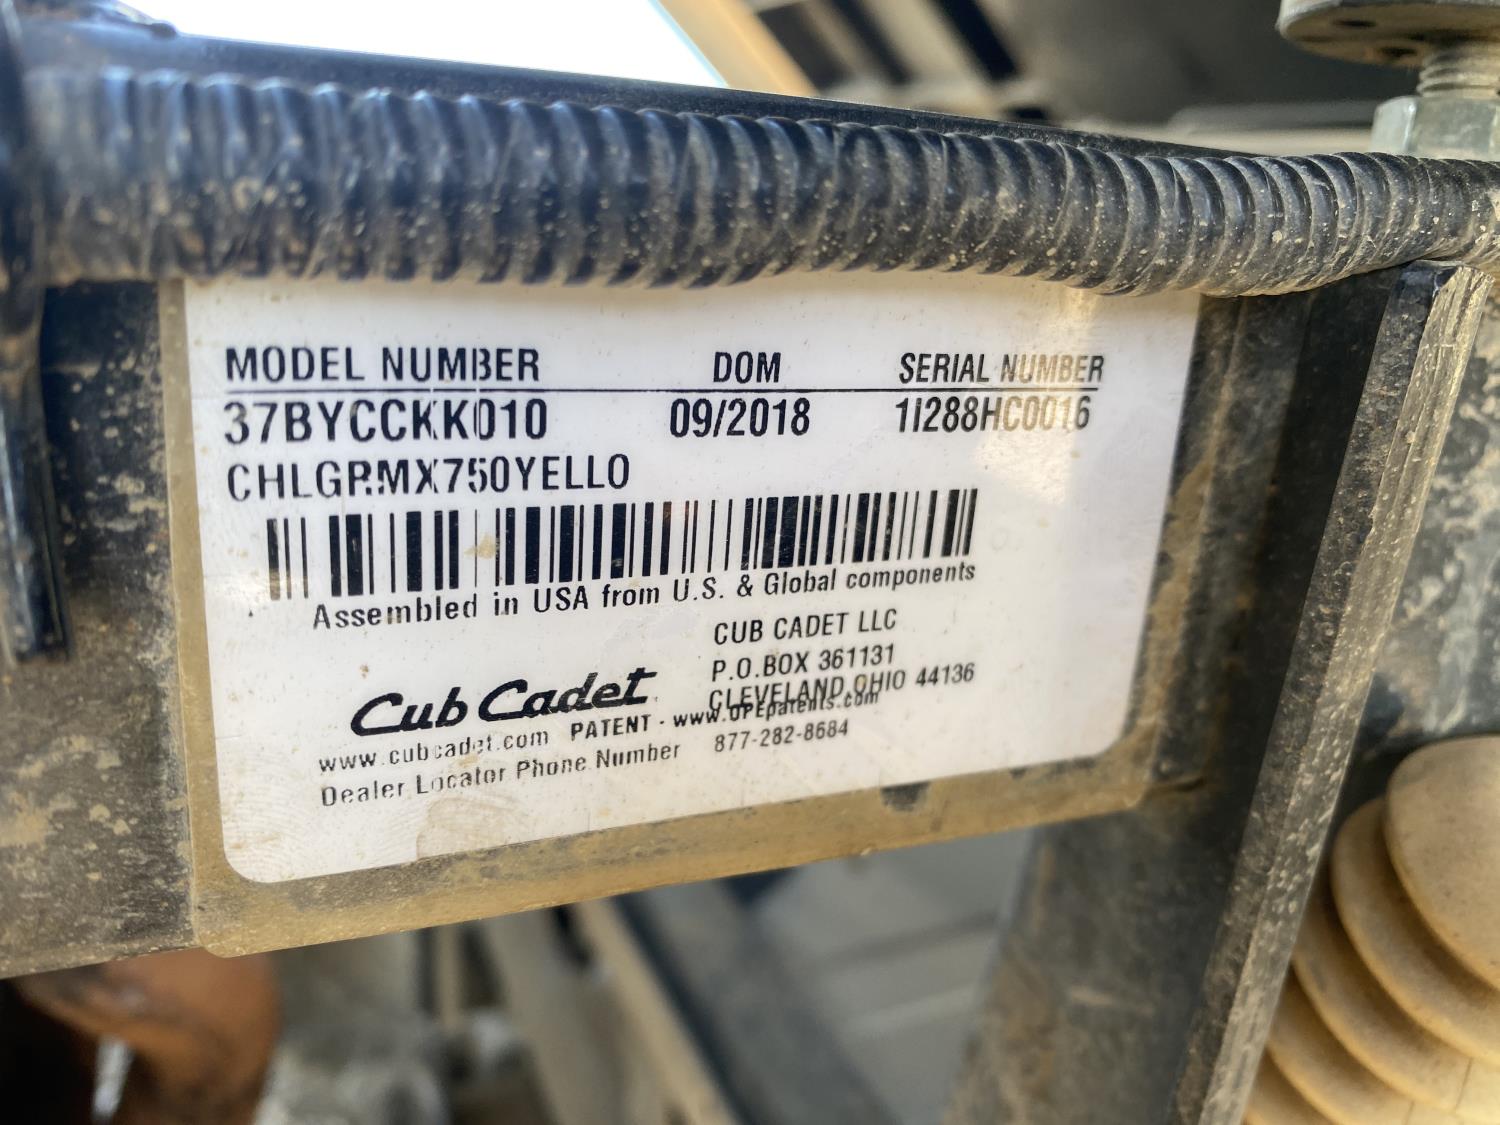 MODEL NUMBER DOM SERIAL NUMBER
37BYCCKK010 09/2018 1I288HC0016
CHLGRMX750YELLO
Assembled in USA from U.S. & Global components
CUB CADET LLC
P.O.BOX 361131
CLEVELAND,OHIO 44136
Cub Cadet
PATENT - www.OPEpatents.com
www.cubcadet.com
Dealer Locator Phone Number 877-282-8684